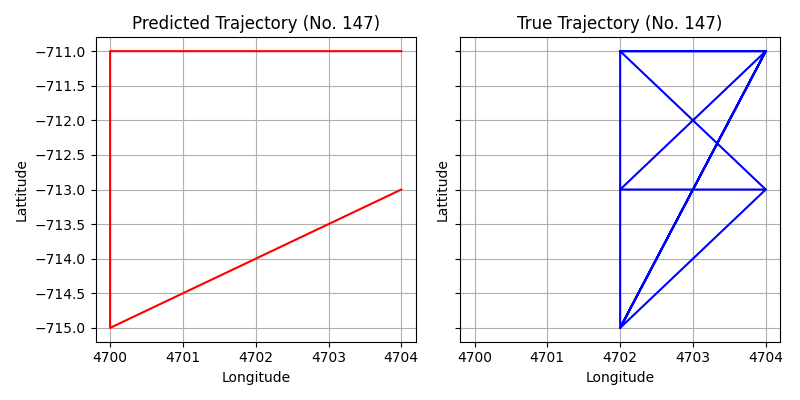 Predicted Trajectory (No. 147)
True Trajectory (No. 147)
Lattitude
−711.0
−711.5
−712.0
−712.5
−713.0
−713.5
−714.0
−714.5
−715.0
4700 4701 4702 4703 4704
Longitude
Lattitude
4700 4701 4702 4703 4704
Longitude